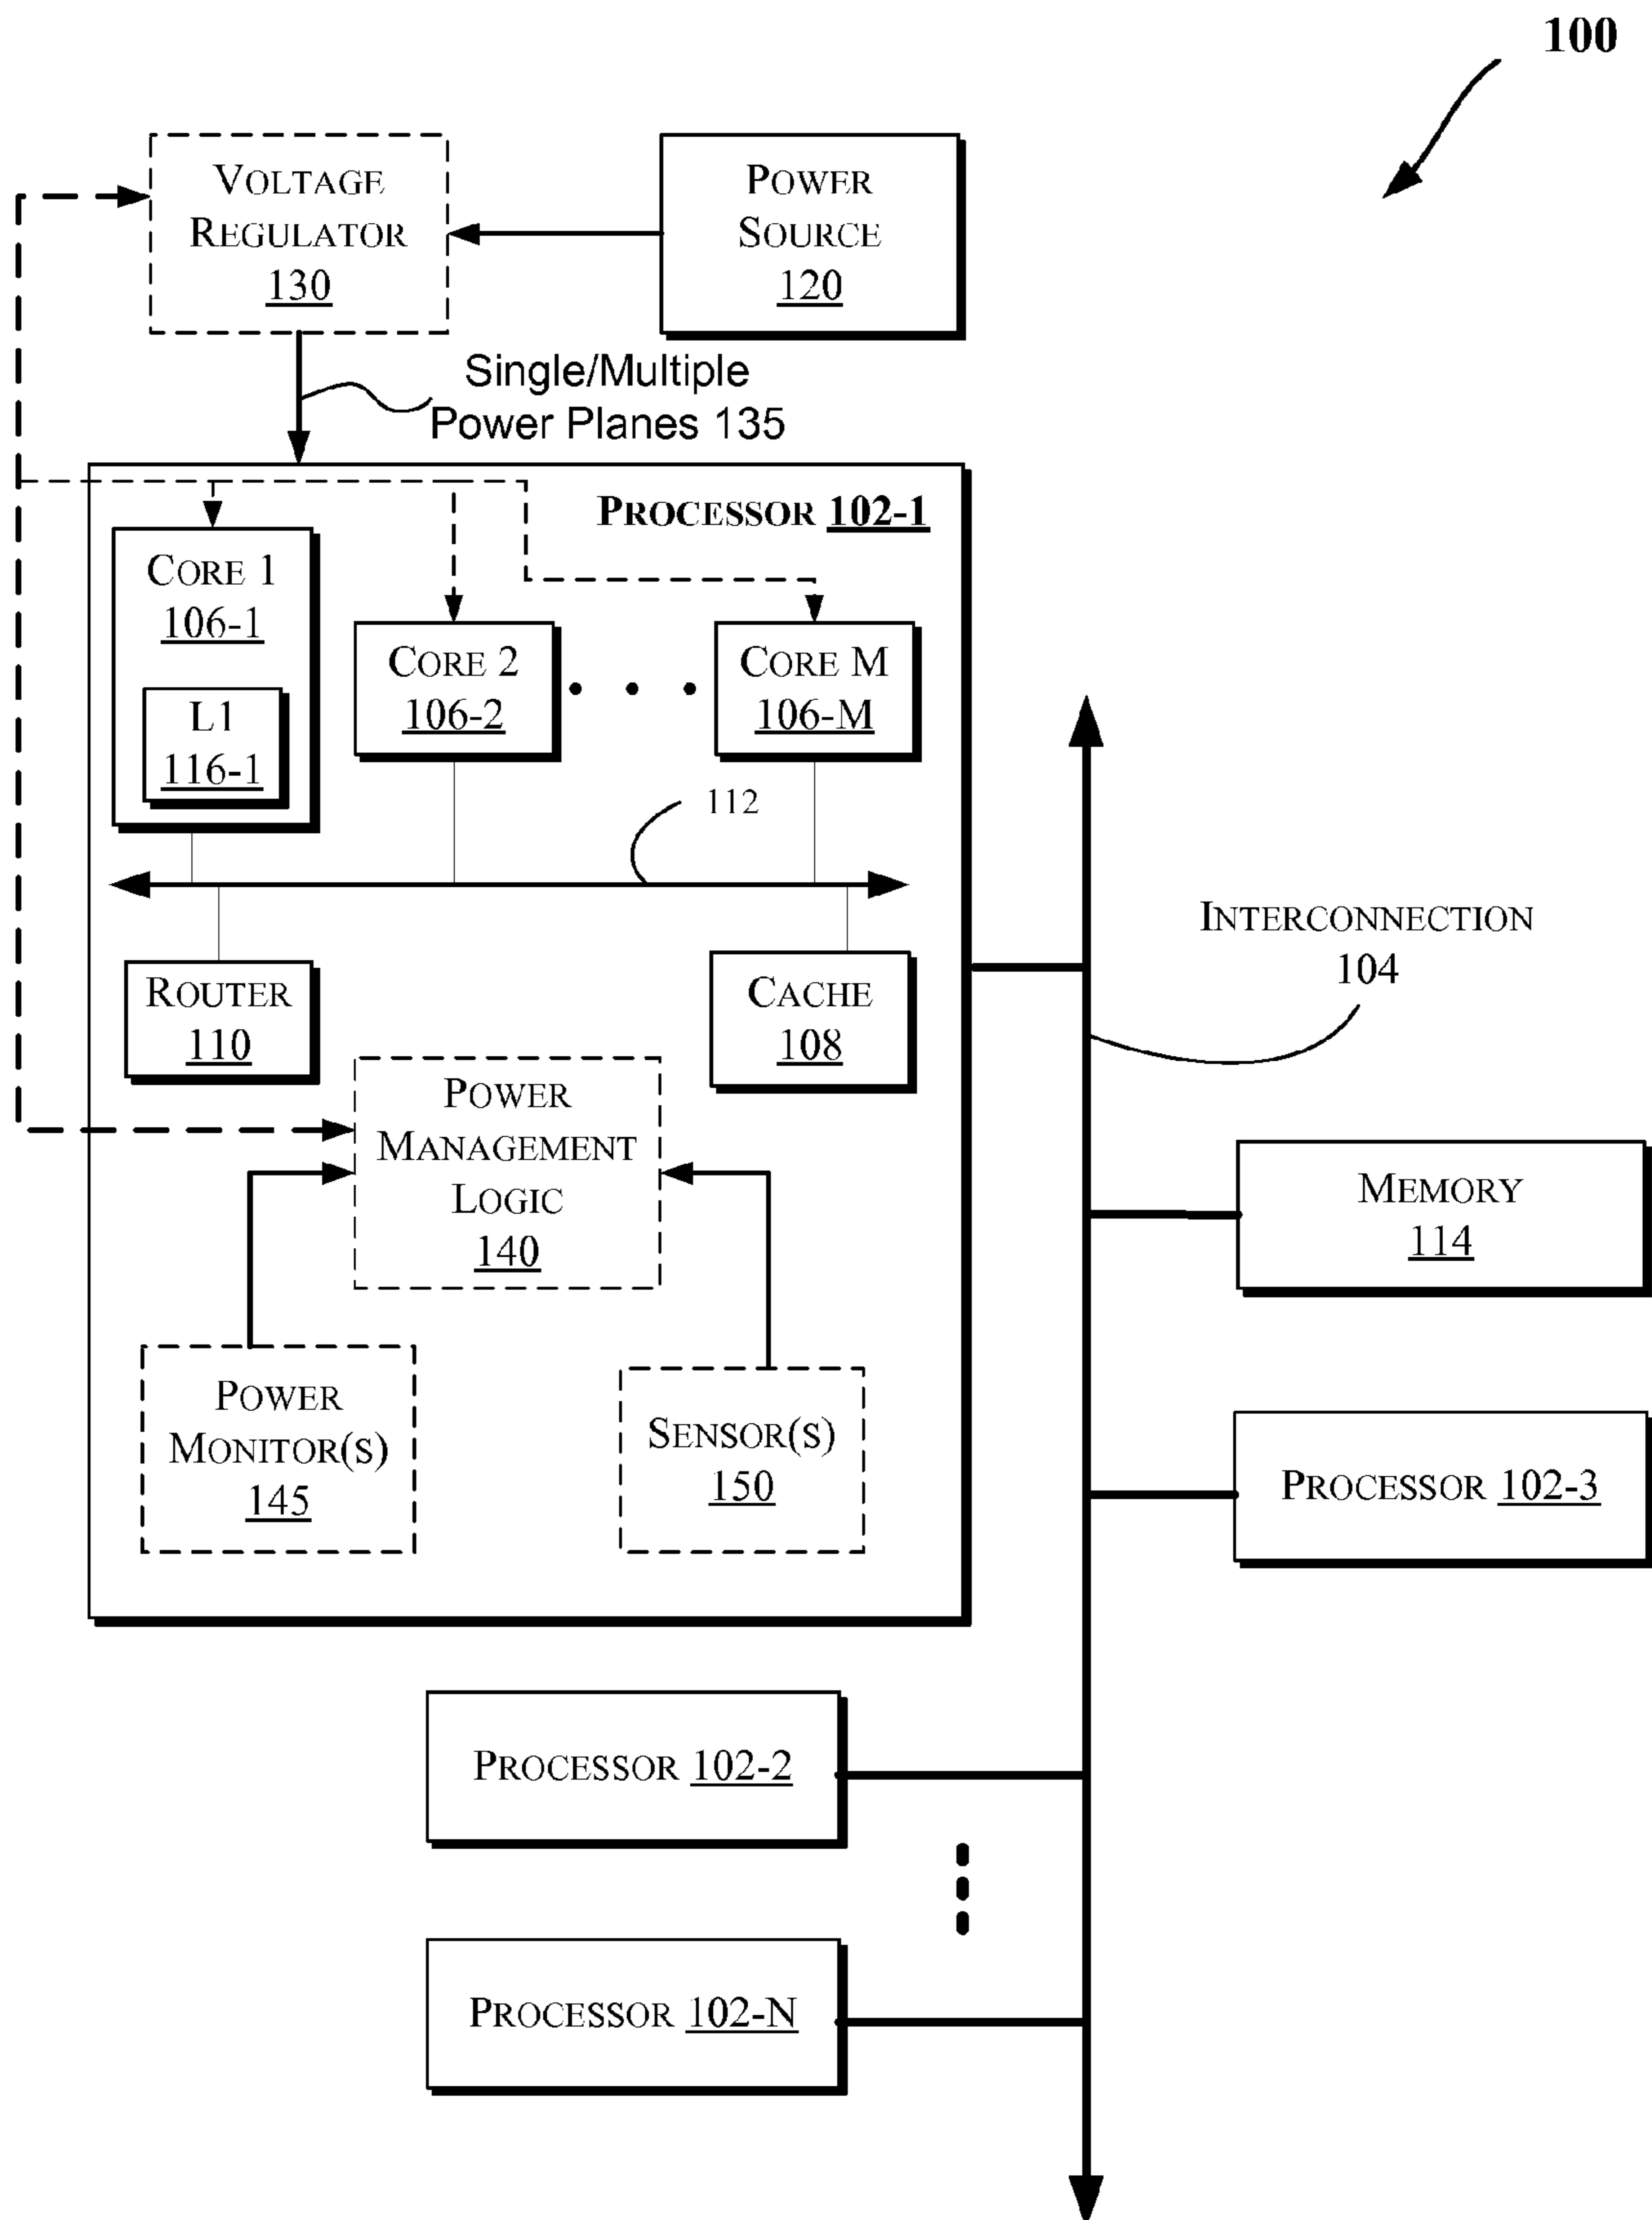 100
VOLTAGE
REGULATOR
130
POWER
SOURCE
120
Single/Multiple
Power Planes 135
PROCESSOR 102-1
CORE 1
106-1
L1
116-1
CORE 2
106-2
CORE M
106-M
112
ROUTER
110
CACHE
108
INTERCONNECTION
104
POWER
MANAGEMENT
LOGIC
140
MEMORY
114
POWER
MONITOR(S)
145
SENSOR(S)
150
PROCESSOR 102-3
PROCESSOR 102-2
PROCESSOR 102-N